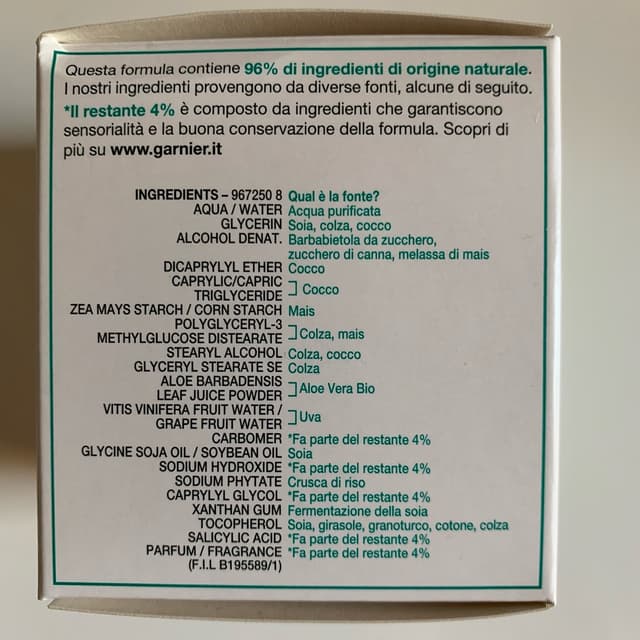 Questa formula contiene 96% di ingredienti di origine naturale.
I nostri ingredienti provengono da diverse fonti, alcune di seguito.
*Il restante 4% è composto da ingredienti che garantiscono
sensorialità e la buona conservazione della formula. Scopri di
più su www.garnier.it
INGREDIENTS – 967250 8 Qual è la fonte?
AQUA / WATER Acqua purificata
GLYCERIN Soia, colza, cocco
ALCOHOL DENAT. Barbabietola da zucchero,
zucchero di canna, melassa di mais
DICAPRYLYL ETHER Cocco
CAPRYLIC/CAPRIC
TRIGLYCERIDE ] Cocco
ZEA MAYS STARCH / CORN STARCH Mais
POLYGLYCERYL-3
METHYLGLUCOSE DISTEARATE ] Colza, mais
STEARYL ALCOHOL Colza, cocco
GLYCERYL STEARATE SE Colza
ALOE BARBADENSIS
LEAF JUICE POWDER ] Aloe Vera Bio
VITIS VINIFERA FRUIT WATER /
GRAPE FRUIT WATER ] Uva
CARBOMER *Fa parte del restante 4%
GLYCINE SOJA OIL / SOYBEAN OIL Soia
SODIUM HYDROXIDE *Fa parte del restante 4%
SODIUM PHYTATE Crusca di riso
CAPRYLYL GLYCOL *Fa parte del restante 4%
XANTHAN GUM Fermentazione della soia
TOCOPHEROL Soia, girasole, granoturco, cotone, colza
SALICYLIC ACID *Fa parte del restante 4%
PARFUM / FRAGRANCE *Fa parte del restante 4%
(F.I.L B195589/1)